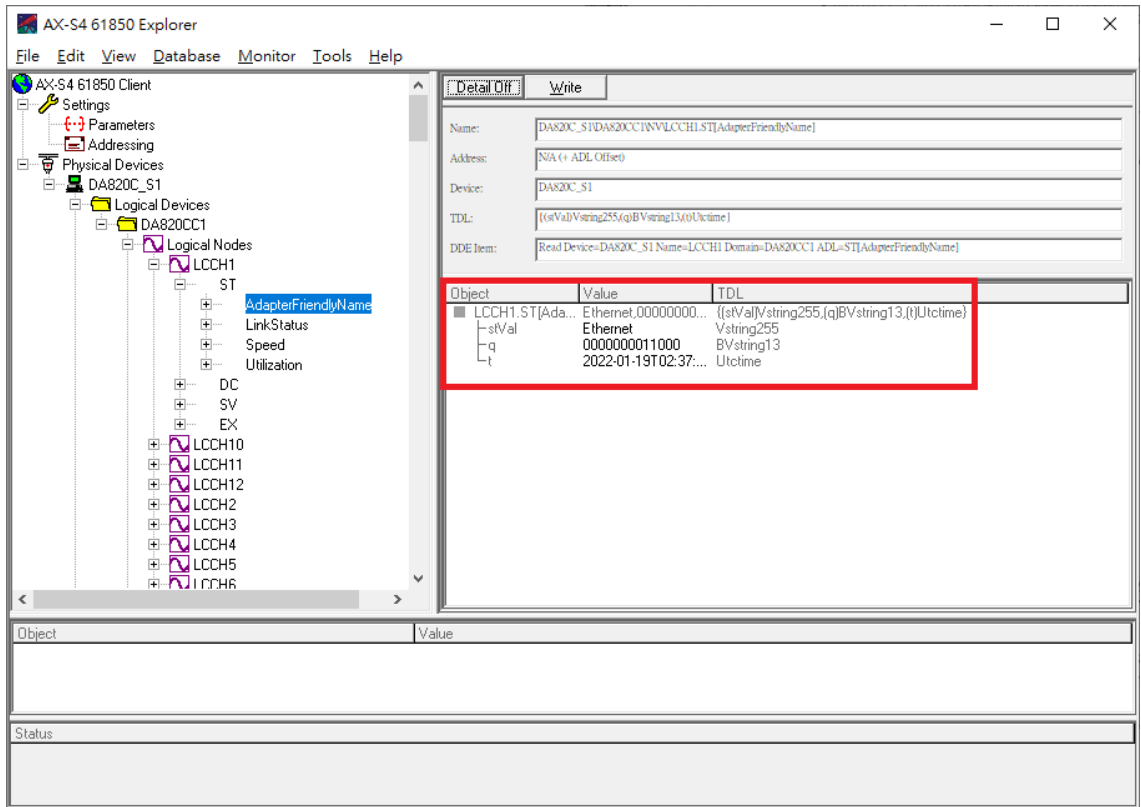 AX-S4 61850 Explorer
File Edit View Database Monitor Tools Help
AX-S4 61850 Client
Settings
Parameters
Addressing
Physical Devices
DA820C_S1
Logical Devices
DA820CC1
Logical Nodes
LCCH1
ST
AdapterFriendlyName
LinkStatus
Speed
Utilization
DC
SV
EX
LCCH10
LCCH11
LCCH12
LCCH2
LCCH3
LCCH4
LCCH5
LCCH6
Detail Off Write
Name: DA820C_S1\DA820CC1\NV\LCCH1.ST[AdapterFriendlyName]
Address: N/A (+ ADL Offset)
Device: DA820C_S1
TDL: {(stVal)Vstring255,(q)BVstring13,(t)Utctime}
DDE Item: Read Device=DA820C_S1 Name=LCCH1 Domain=DA820CC1 ADL=ST[AdapterFriendlyName]
Object Value TDL
LCCH1.ST[Ada... Ethernet,00000000... {(stVal)Vstring255,(q)BVstring13,(t)Utctime}
stVal Ethernet Vstring255
q 0000000011000 BVstring13
t 2022-01-19T02:37:... Utctime
Object Value
Status